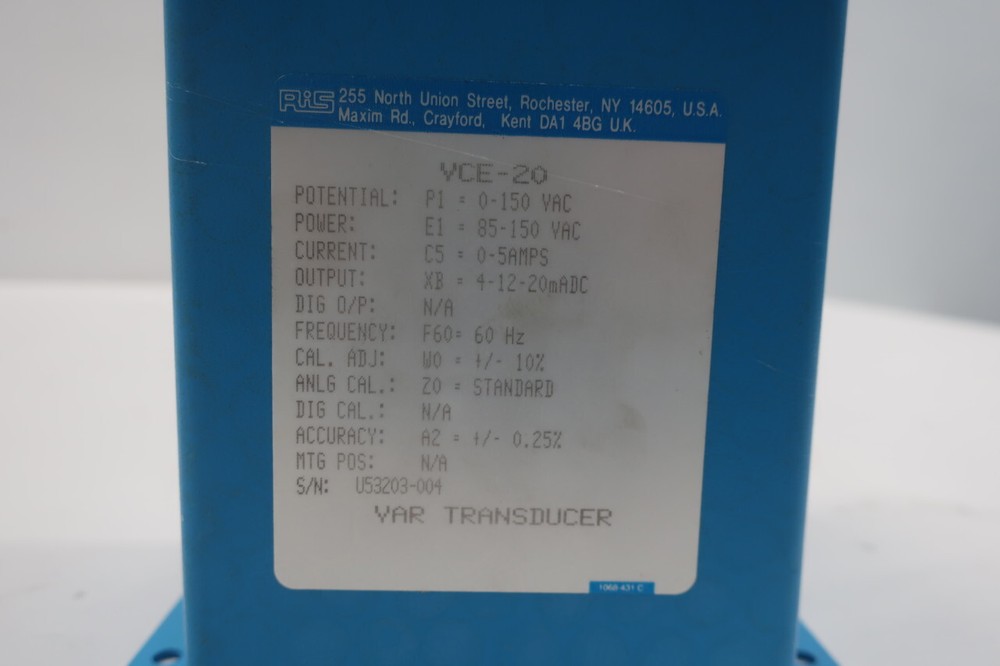 RIS 255 North Union Street, Rochester, NY 14605, U.S.A.
Maxim Rd., Crayford, Kent DA1 4BG U.K.
VCE-20
POTENTIAL: P1 = 0-150 VAC
POWER: E1 = 85-150 VAC
CURRENT: C5 = 0-5AMPS
OUTPUT: XB = 4-12-20mADC
DIG O/P: N/A
FREQUENCY: F60= 60 Hz
CAL. ADJ: W0 = +/- 10%
ANLG CAL.: Z0 = STANDARD
DIG CAL.: N/A
ACCURACY: A2 = +/- 0.25%
MTG POS: N/A
S/N: U53203-004
VAR TRANSDUCER
1068-431 C